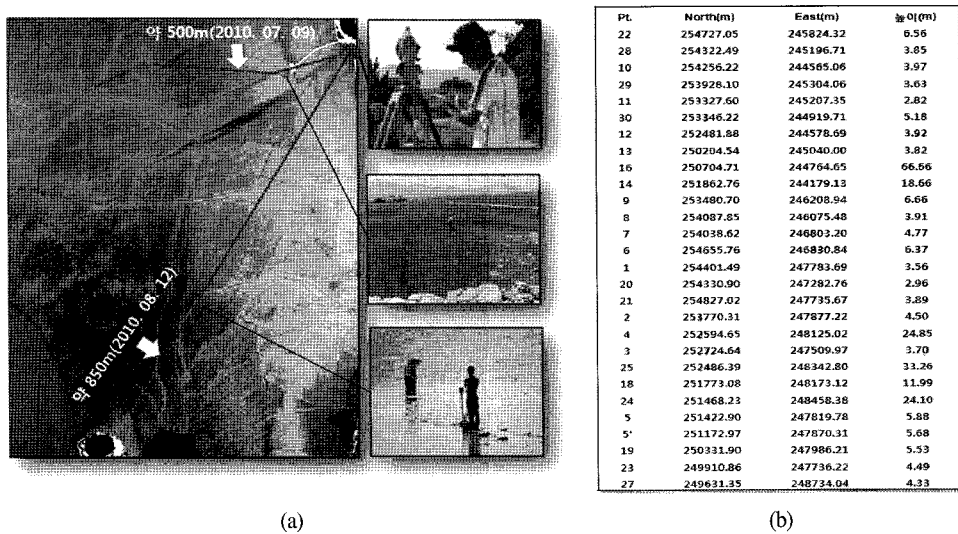 약 500m(2010. 07. 09)
약 850m(2010. 08. 12)
(a)
Pt. North(m) East(m) 높이(m)
22 254727.05 245824.32 6.56
28 254322.49 245196.71 3.85
10 254256.22 244565.06 3.97
29 253928.10 245304.06 3.63
11 253327.60 245207.35 2.82
30 253346.22 244919.71 5.18
12 252481.88 244578.69 3.92
13 250204.54 245040.00 3.82
16 250704.71 244764.65 66.66
14 251862.76 244179.13 18.66
9 253480.70 246208.94 6.66
8 254087.85 246075.48 3.91
7 254038.62 246803.20 4.77
6 254655.76 246830.84 6.37
1 254401.49 247783.69 3.56
20 254330.90 247282.76 2.96
21 254827.02 247735.67 3.89
2 253770.31 247877.22 4.50
4 252594.65 248125.02 24.85
3 252724.64 247509.97 3.70
25 252486.39 248342.80 33.26
18 251773.08 248173.12 11.99
24 251468.23 248458.38 24.10
5 251422.90 247819.78 5.88
5' 251172.97 247870.31 5.68
19 250331.90 247986.21 5.53
23 249910.86 247736.22 4.49
27 249631.35 248734.04 4.33
(b)